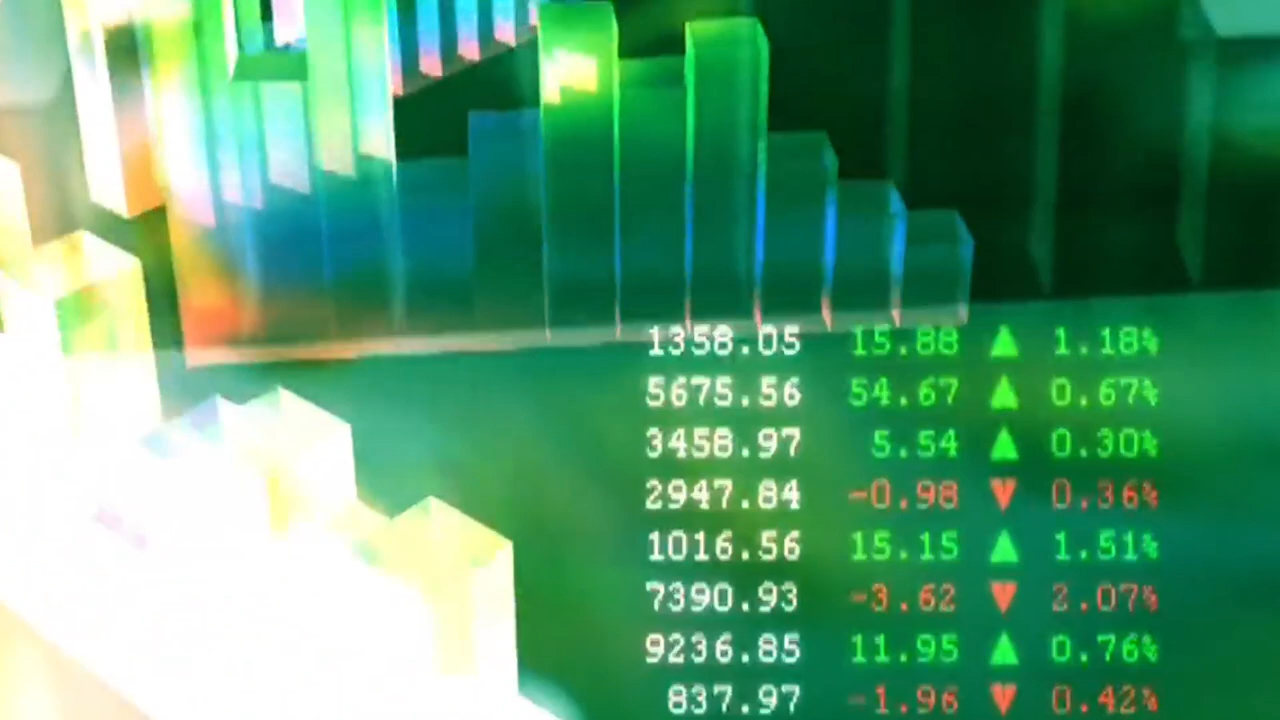 1358.05 15.88 ▲ 1.18%
5675.56 54.67 ▲ 0.67%
3458.97 5.54 ▲ 0.30%
2947.84 -0.98 ▼ 0.36%
1016.56 15.15 ▲ 1.51%
7390.93 -3.62 ▼ 2.07%
9236.85 11.95 ▲ 0.76%
837.97 -1.96 ▼ 0.42%